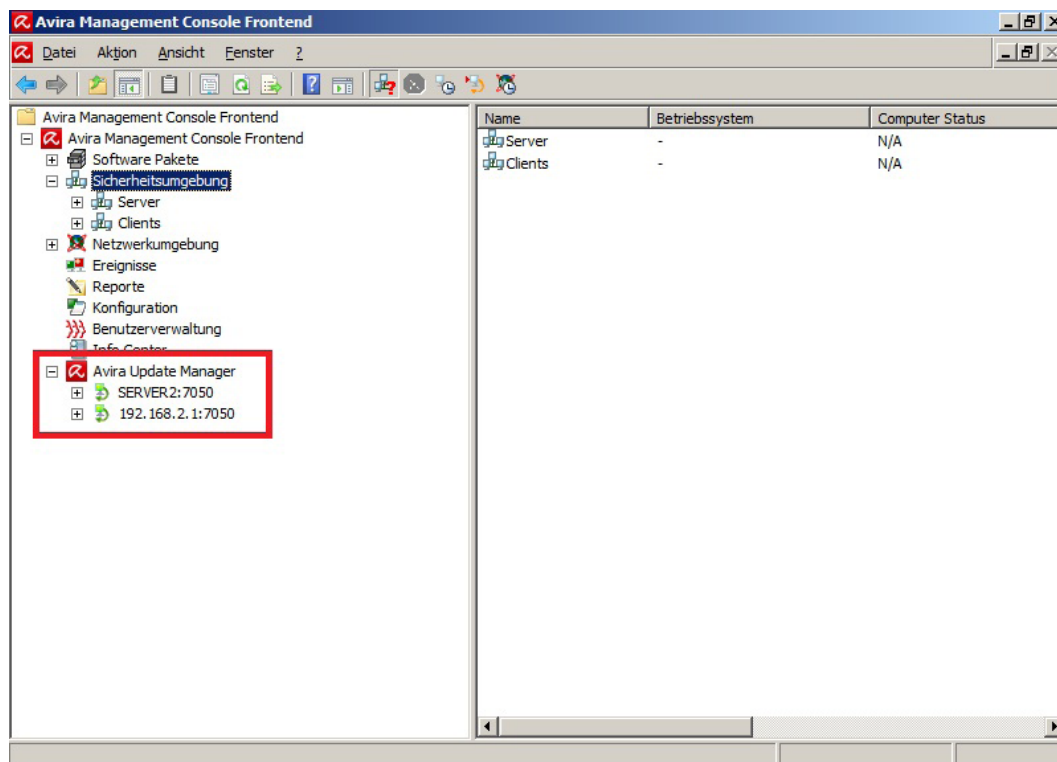 Avira Management Console Frontend
Datei Aktion Ansicht Fenster ?
Avira Management Console Frontend
Avira Management Console Frontend
Software Pakete
Sicherheitsumgebung
Server
Clients
Netzwerkumgebung
Ereignisse
Reporte
Konfiguration
Benutzerverwaltung
Info Center
Avira Update Manager
SERVER2:7050
192.168.2.1:7050
Name Betriebssystem Computer Status
Server - N/A
Clients - N/A